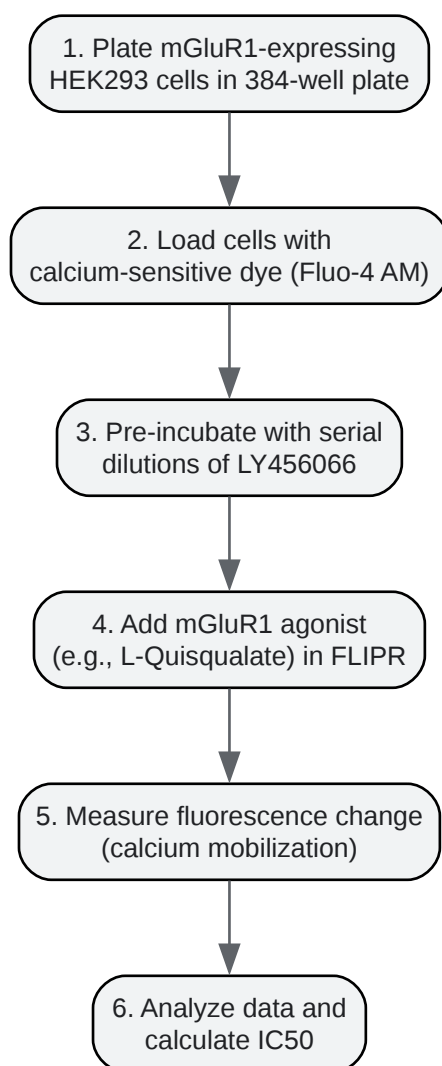 1. Plate mGluR1-expressing
HEK293 cells in 384-well plate
2. Load cells with
calcium-sensitive dye (Fluo-4 AM)
3. Pre-incubate with serial
dilutions of LY456066
4. Add mGluR1 agonist
(e.g., L-Quisqualate) in FLIPR
5. Measure fluorescence change
(calcium mobilization)
6. Analyze data and
calculate IC50